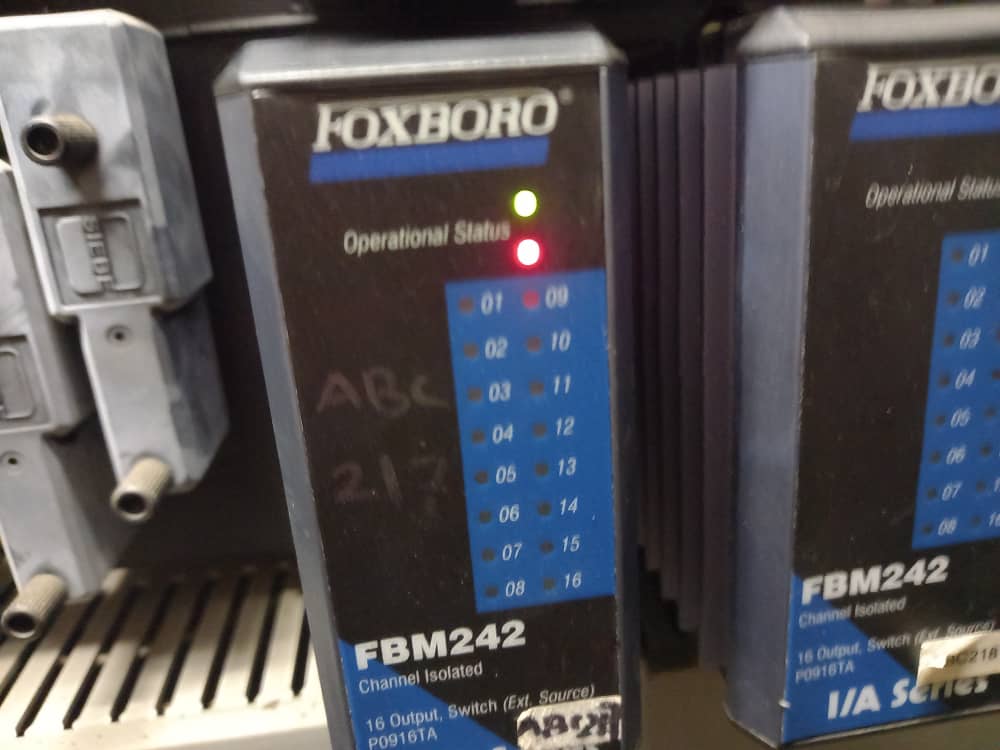 FOXBORO
Operational Status
01 09
02 10
03 11
04 12
05 13
06 14
07 15
08 16
ABC
217
FBM242
Channel Isolated
16 Output, Switch (Ext. Source)
P0916TA
FOXBORO
Operational Status
01
02
03
04
05
06
07
08
FBM242
Channel Isolated
16 Output, Switch (Ext. Source)
P0916TA
I/A Series